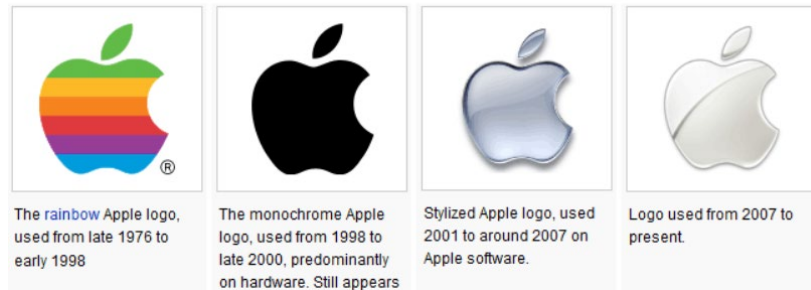 ®
The rainbow Apple logo,
used from late 1976 to
early 1998
The monochrome Apple
logo, used from 1998 to
late 2000, predominantly
on hardware. Still appears
Stylized Apple logo, used
2001 to around 2007 on
Apple software.
Logo used from 2007 to
present.